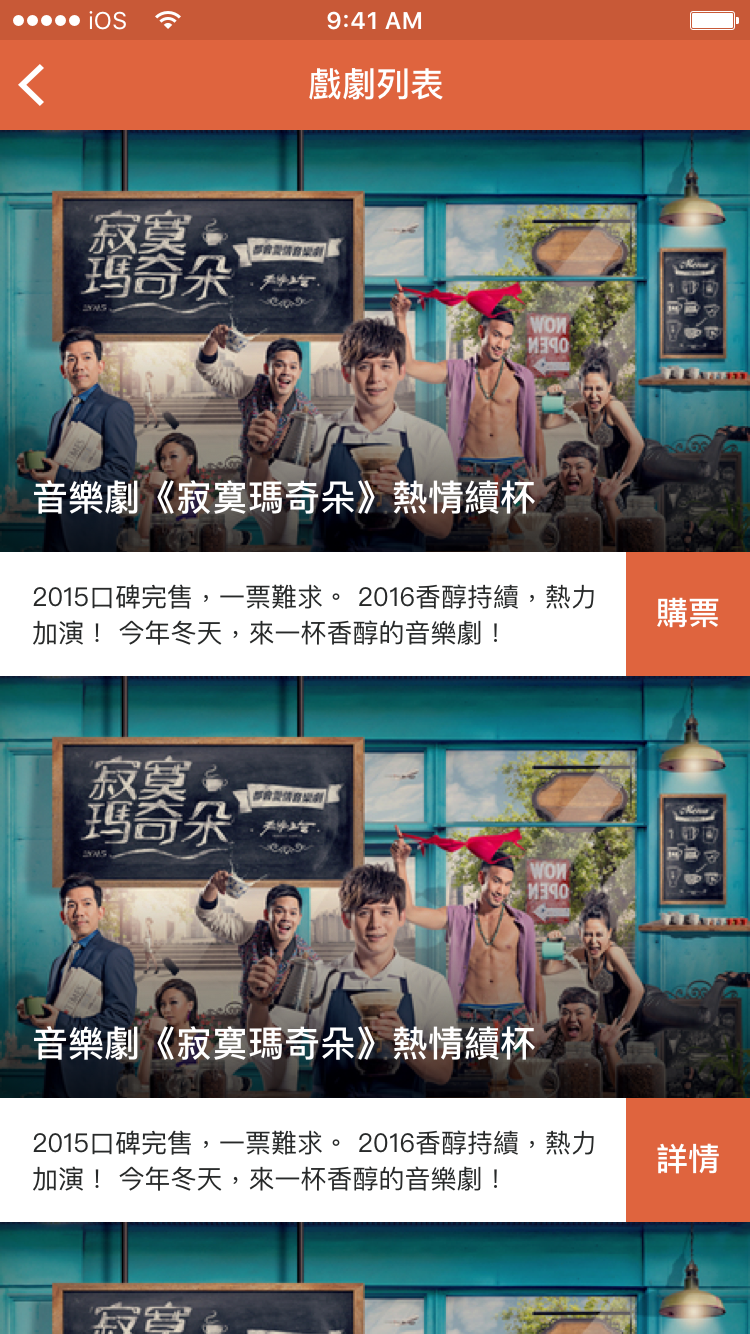 iOS 9:41 AM
戲劇列表
寂寞
瑪奇朵
都會愛情音樂劇
2015
Menu
NOW
OPEN
音樂劇《寂寞瑪奇朵》熱情續杯
2015口碑完售，一票難求。 2016香醇持續，熱力
加演！ 今年冬天，來一杯香醇的音樂劇！
購票
寂寞
瑪奇朵
都會愛情音樂劇
2015
Menu
NOW
OPEN
音樂劇《寂寞瑪奇朵》熱情續杯
2015口碑完售，一票難求。 2016香醇持續，熱力
加演！ 今年冬天，來一杯香醇的音樂劇！
詳情
寂寞